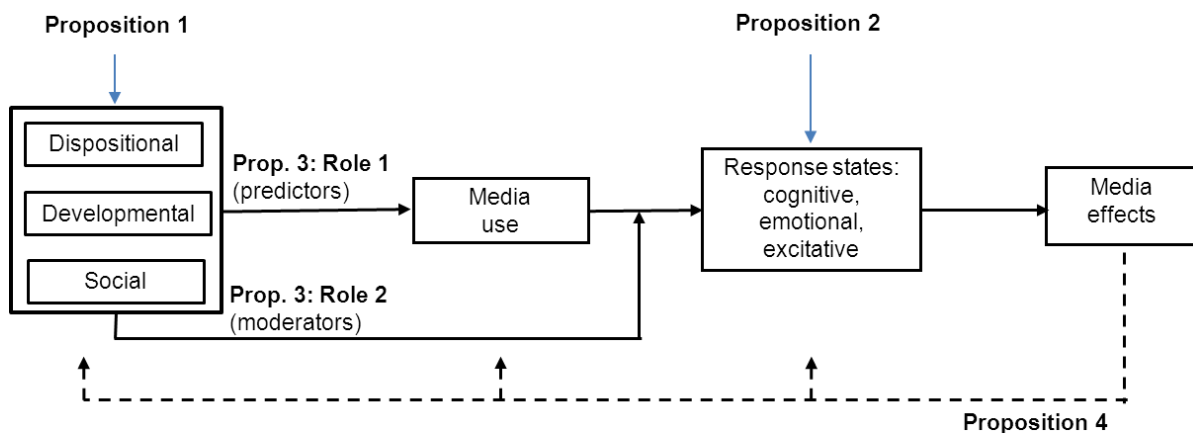 Proposition 1
Proposition 2
Dispositional
Developmental
Social
Prop. 3: Role 1
(predictors)
Media
use
Response states:
cognitive,
emotional,
excitative
Media
effects
Prop. 3: Role 2
(moderators)
Proposition 4